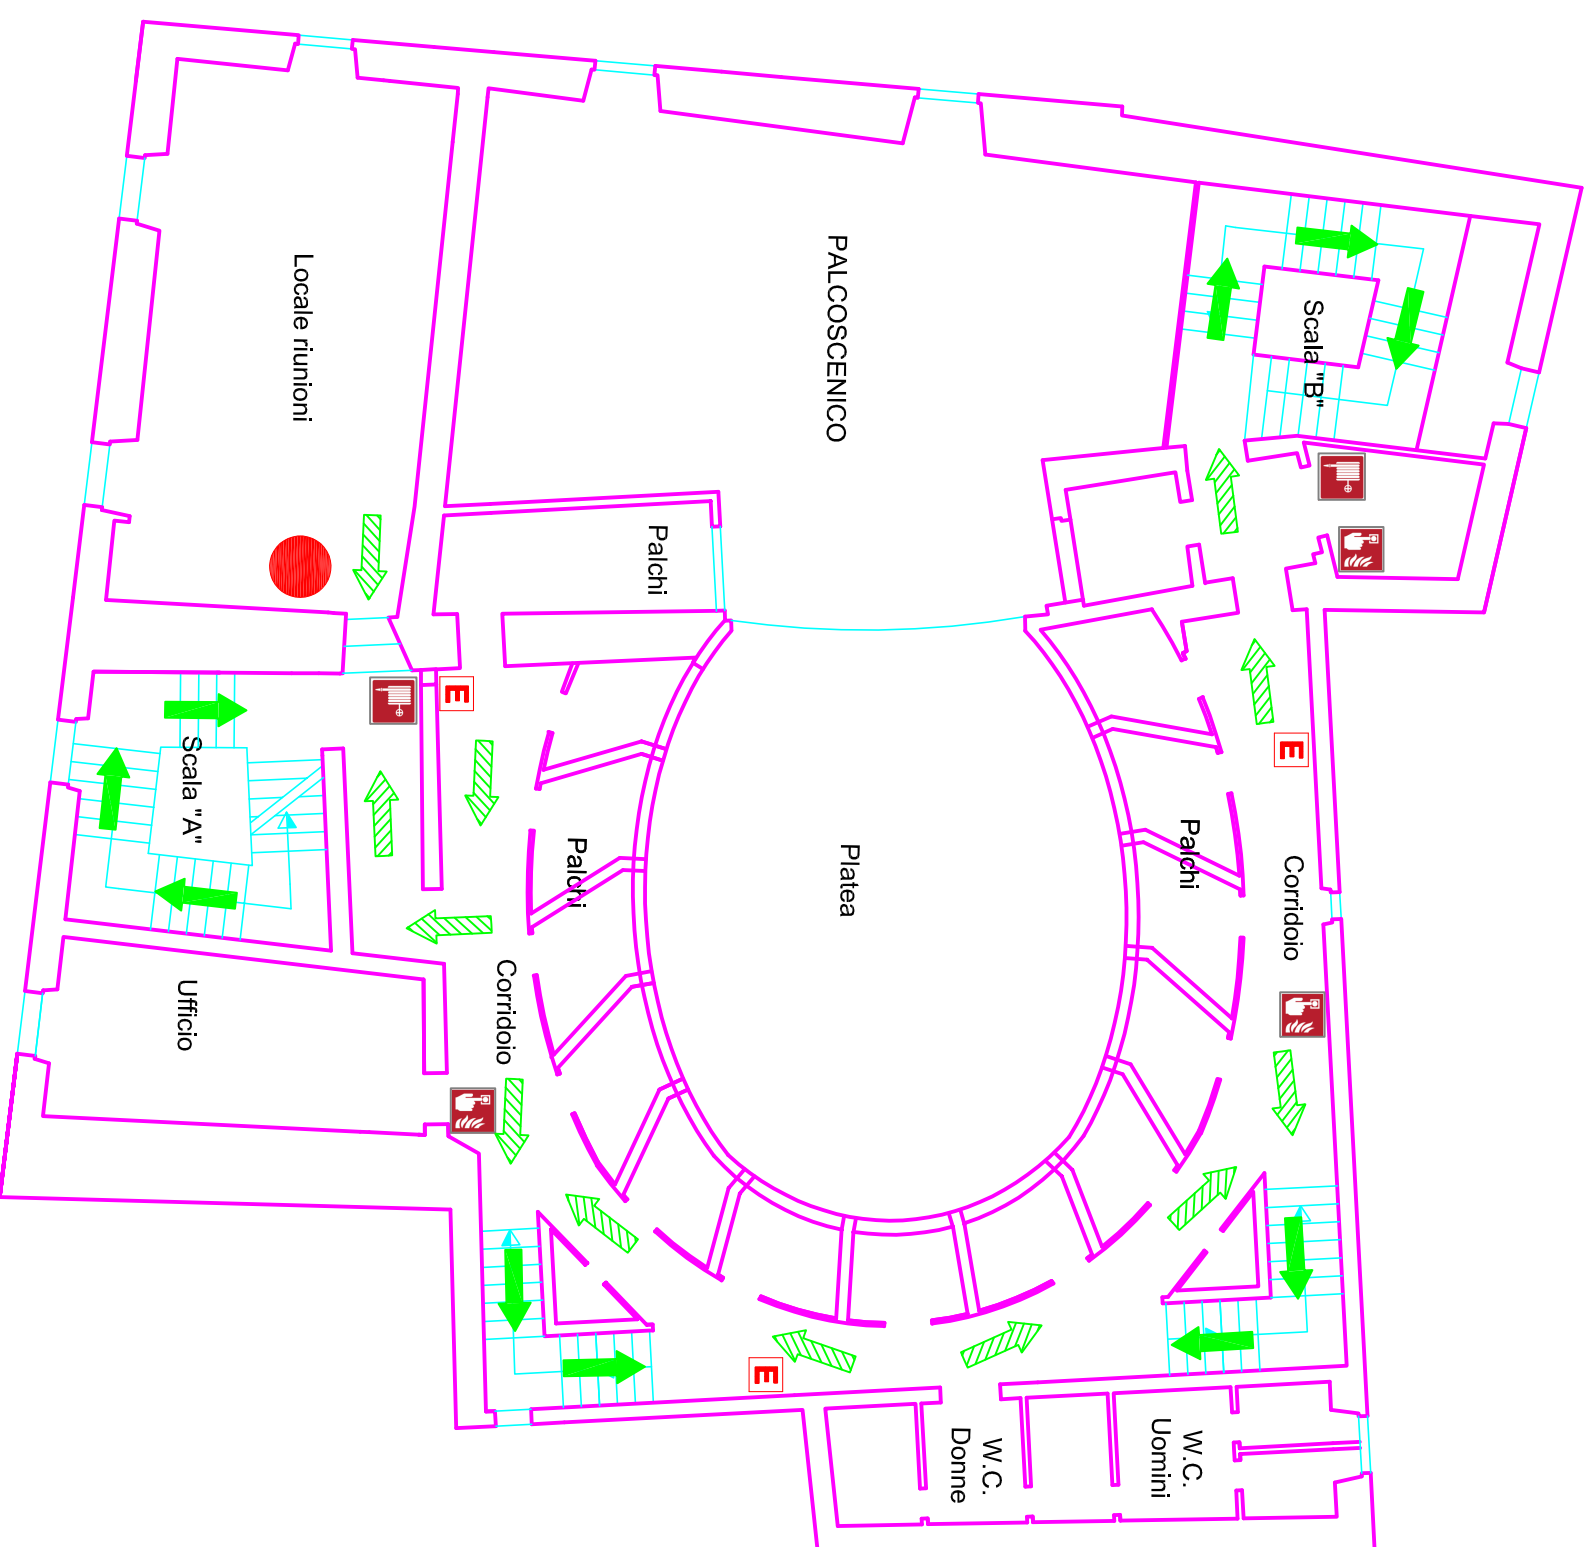 Locale riunioni
PALCOSCENICO
Scala "B"
Palchi
E
E
Scala "A"
Palchi
Platea
Palchi
Corridoio
Ufficio
Corridoio
E
W.C.
Donne
W.C.
Uomini